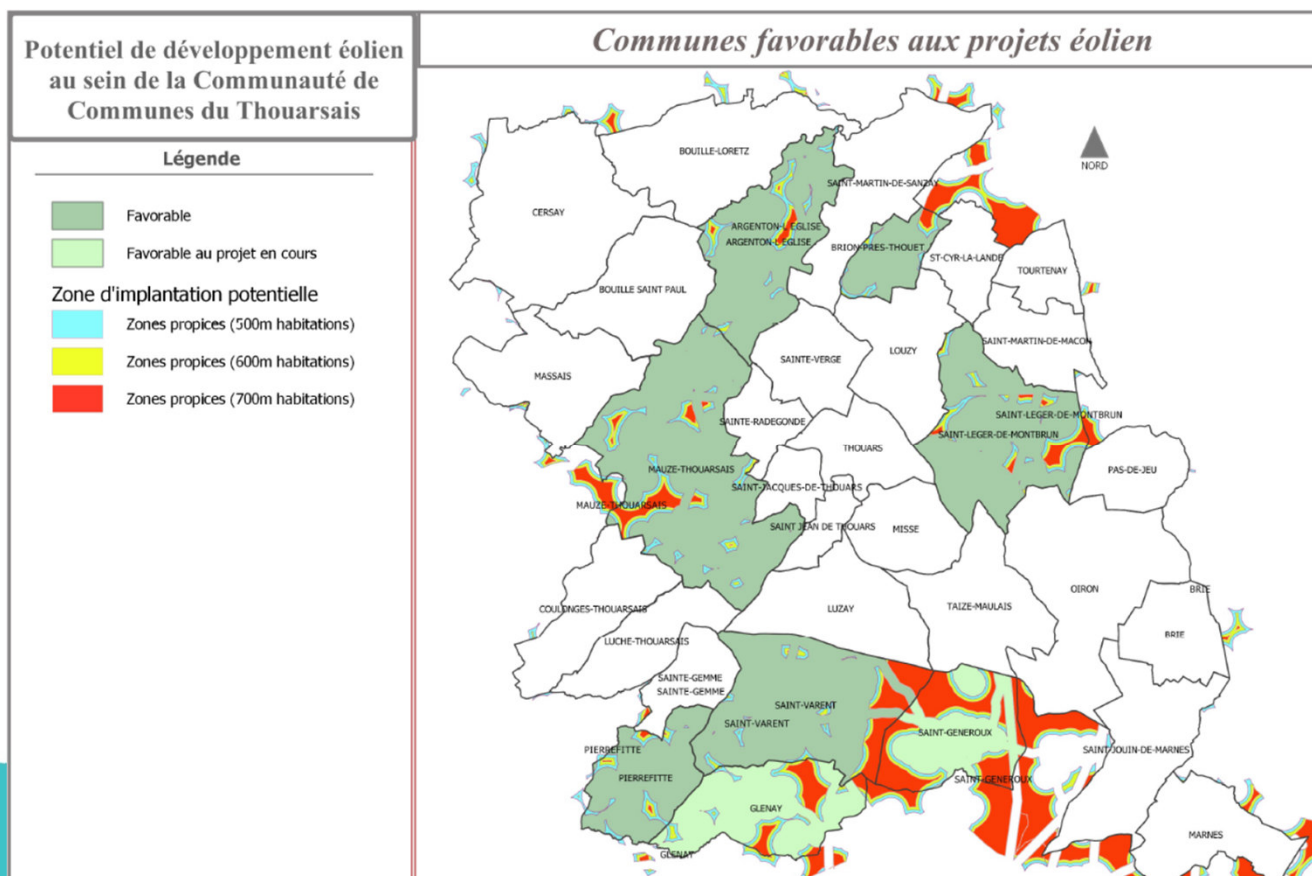 Potentiel de développement éolien
au sein de la Communauté de
Communes du Thouarsais
Communes favorables aux projets éolien
Légende
Favorable
Favorable au projet en cours
Zone d'implantation potentielle
Zones propices (500m habitations)
Zones propices (600m habitations)
Zones propices (700m habitations)
NORD
BOUILLE-LORETZ
SAINT-MARTIN-DE-SANZAY
CERSAY
ARGENTON-L'EGLISE
ARGENTON-L'EGLISE
BRION-PRES-THOUET
ST-CYR-LA-LANDE
TOURTENAY
BOUILLE SAINT PAUL
SAINT-MARTIN-DE-MACON
LOUZY
SAINTE-VERGE
MASSAIS
SAINT-LEGER-DE-MONTBRUN
SAINTE-RADEGONDE
SAINT-LEGER-DE-MONTBRUN
THOUARS
MAUZE-THOUARSAIS
PAS-DE-JEU
SAINT-JACQUES-DE-THOUARS
MAUZE-THOUARSAIS
SAINT JEAN DE THOUARS
MISSE
OIRON
BRIE
COULONGES-THOUARSAIS
LUZAY
TAIZE-MAULAIS
BRIE
LUCHE-THOUARSAIS
SAINTE-GEMME
SAINTE-GEMME
SAINT-VARENT
SAINT-VARENT
SAINT-GENEROUX
PIERREFITTE
SAINT-JOUIN-DE-MARNES
PIERREFITTE
SAINT-GENEROUX
GLENAY
MARNES
GLENAY